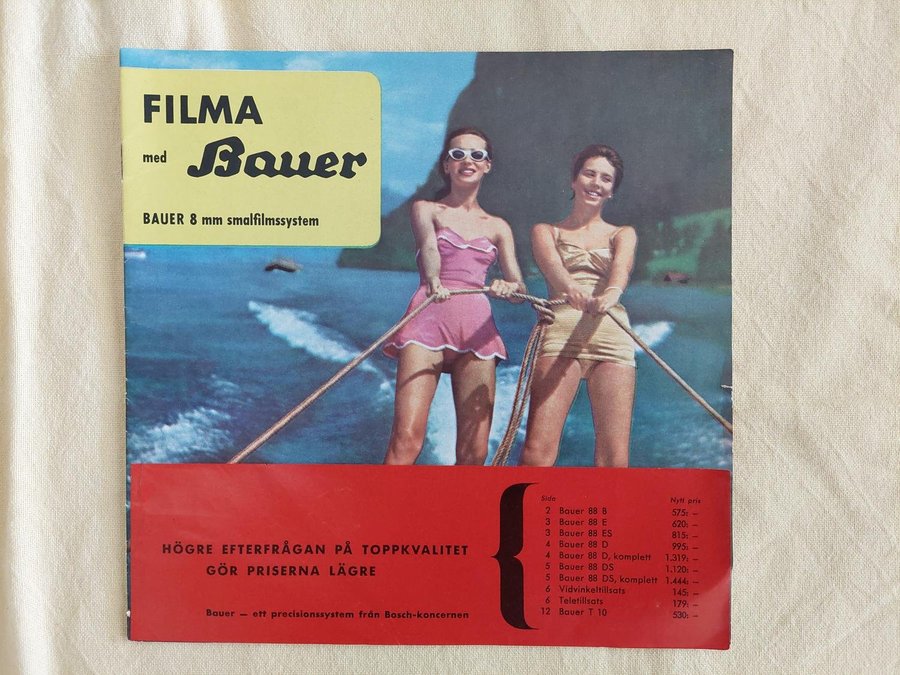 FILMA
med Bauer
BAUER 8 mm smalfilmssystem
HÖGRE EFTERFRÅGAN PÅ TOPPKVALITET
GÖR PRISERNA LÄGRE
Bauer — ett precisionssystem från Bosch-koncernen
Sida Nytt pris
2 Bauer 88 B 575: —
3 Bauer 88 E 620: —
3 Bauer 88 ES 815: —
4 Bauer 88 D 995: —
4 Bauer 88 D, komplett 1.319: —
5 Bauer 88 DS 1.120: —
5 Bauer 88 DS, komplett 1.444: —
6 Vidvinkeltillsats 145: —
6 Teletillsats 179: —
12 Bauer T 10 530: —